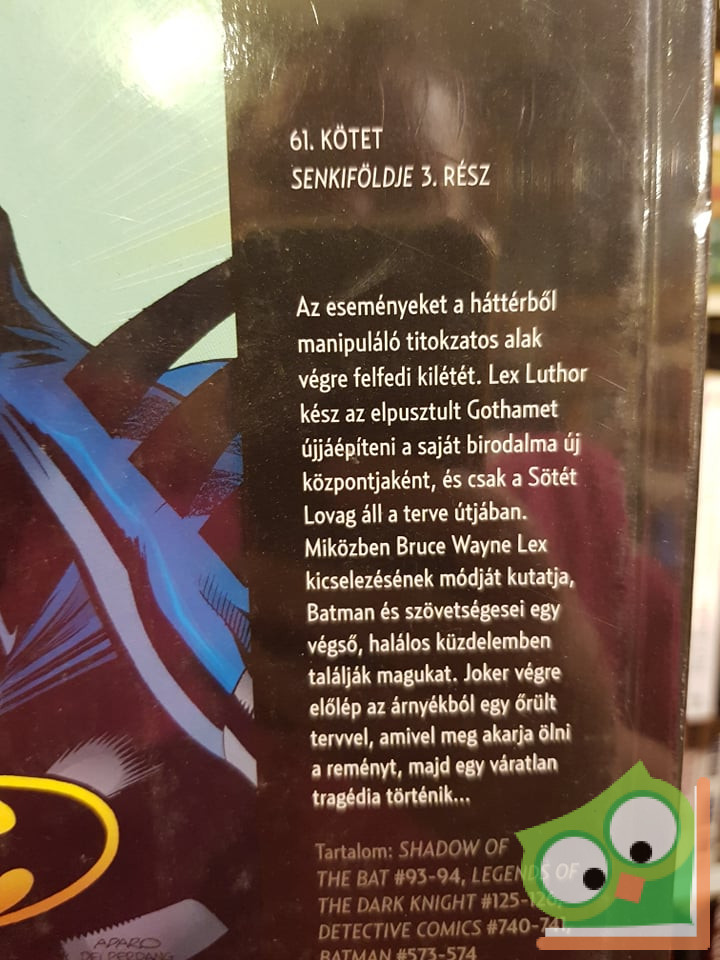 61. KÖTET
SENKIFÖLDJE 3. RÉSZ
Az eseményeket a háttérből
manipuláló titokzatos alak
végre felfedi kilétét. Lex Luthor
kész az elpusztult Gothamet
újjáépíteni a saját birodalma új
központjaként, és csak a Sötét
Lovag áll a terve útjában.
Miközben Bruce Wayne Lex
kicselezésének módját kutatja,
Batman és szövetségesei egy
végső, halálos küzdelemben
találják magukat. Joker végre
előlép az árnyékból egy őrült
tervvel, amivel meg akarja ölni
a reményt, majd egy váratlan
tragédia történik...
Tartalom: SHADOW OF
THE BAT #93-94, LEGENDS OF
THE DARK KNIGHT #125-126,
DETECTIVE COMICS #740-741,
BATMAN #573-574
APARO